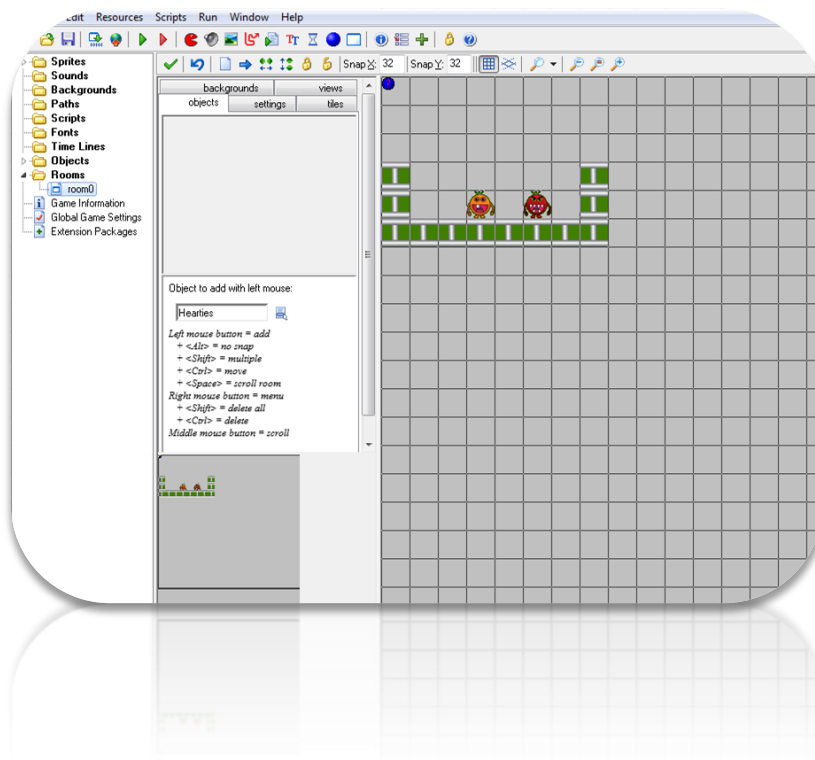 Edit Resources Scripts Run Window Help
Snap X: 32 Snap Y: 32
Sprites
Sounds
Backgrounds
Paths
Scripts
Fonts
Time Lines
Objects
Rooms
room0
Game Information
Global Game Settings
Extension Packages
backgrounds views
objects settings tiles
Object to add with left mouse:
Hearties
Left mouse button = add
+ <Alt> = no snap
+ <Shift> = multiple
+ <Ctrl> = move
+ <Space> = scroll room
Right mouse button = menu
+ <Shift> = delete all
+ <Ctrl> = delete
Middle mouse button = scroll